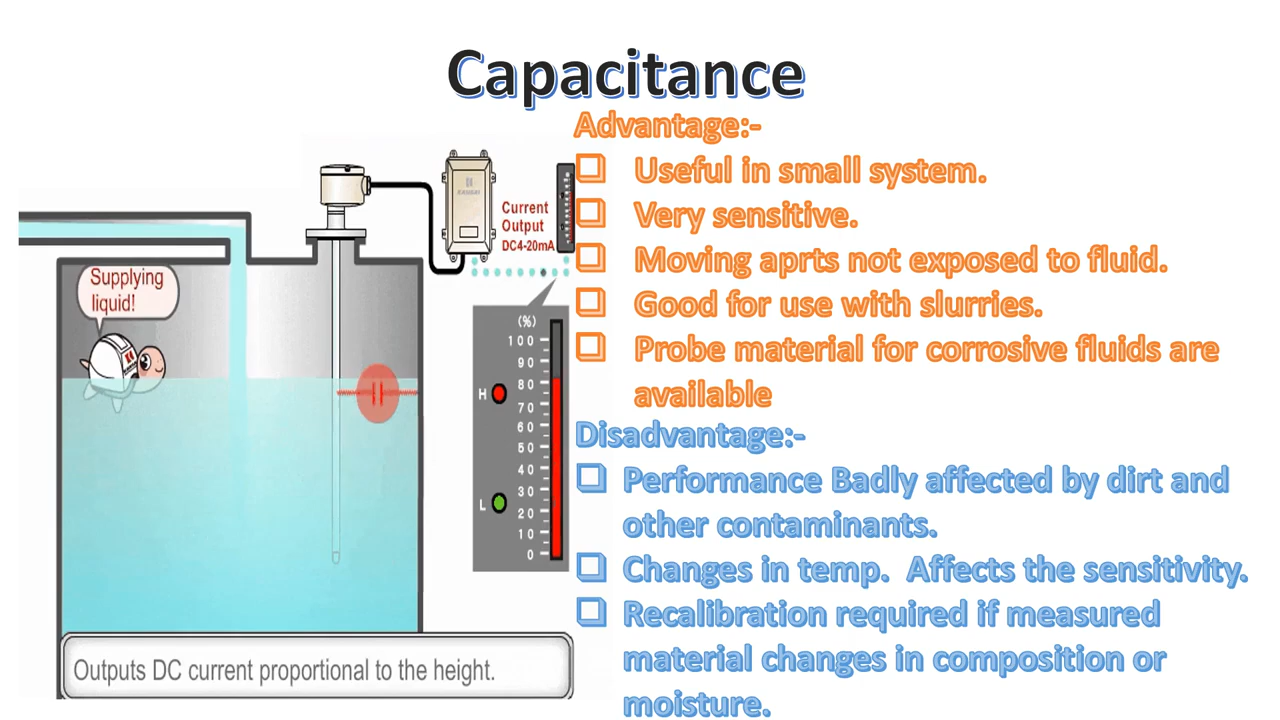 Capacitance
Advantage:-
Useful in small system.
Very sensitive.
Moving aprts not exposed to fluid.
Good for use with slurries.
Probe material for corrosive fluids are
available
Disadvantage:-
Performance Badly affected by dirt and
other contaminants.
Changes in temp.  Affects the sensitivity.
Recalibration required if measured
material changes in composition or
moisture.
Supplying
liquid!
Current
Output
DC4-20mA
(%)
100
90
80
H
70
60
50
40
30
L
20
10
0
Outputs DC current proportional to the height.